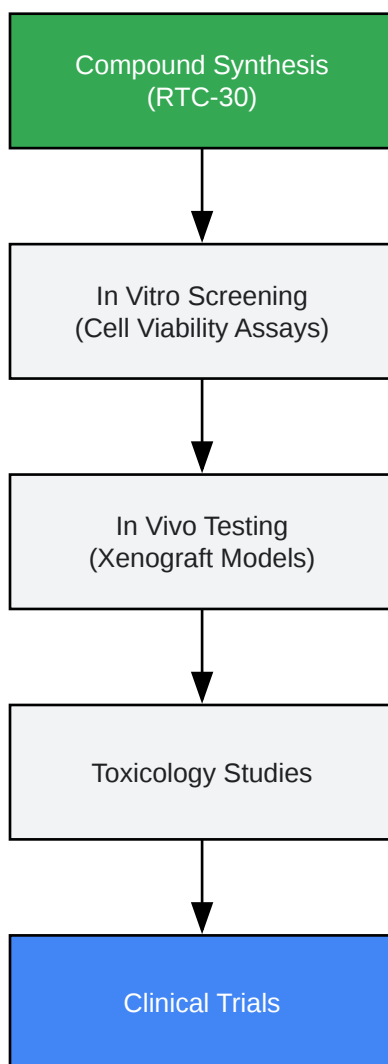 Compound Synthesis
(RTC-30)
In Vitro Screening
(Cell Viability Assays)
In Vivo Testing
(Xenograft Models)
Toxicology Studies
Clinical Trials